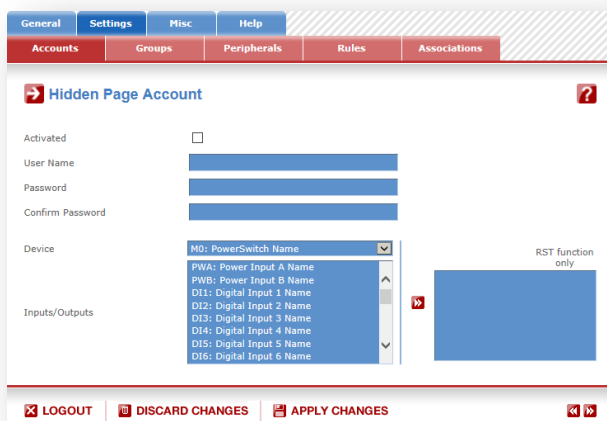 General Settings Misc Help
Accounts Groups Peripherals Rules Associations
Hidden Page Account ?
Activated
User Name
Password
Confirm Password
Device M0: PowerSwitch Name
RST function
only
Inputs/Outputs
PWA: Power Input A Name
PWB: Power Input B Name
DI1: Digital Input 1 Name
DI2: Digital Input 2 Name
DI3: Digital Input 3 Name
DI4: Digital Input 4 Name
DI5: Digital Input 5 Name
DI6: Digital Input 6 Name
LOGOUT DISCARD CHANGES APPLY CHANGES